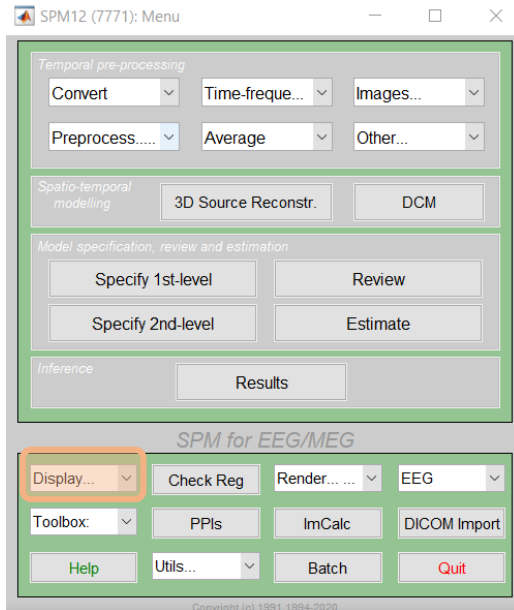 SPM12 (7771): Menu
Temporal pre-processing
Convert Time-freque... Images...
Preprocess..... Average Other...
Spatio-temporal
modelling
3D Source Reconstr. DCM
Model specification, review and estimation
Specify 1st-level Review
Specify 2nd-level Estimate
Inference
Results
SPM for EEG/MEG
Display... Check Reg Render... ... EEG
Toolbox: PPIs ImCalc DICOM Import
Help Utils... Batch Quit
Copyright (c) 1991,1994-2020